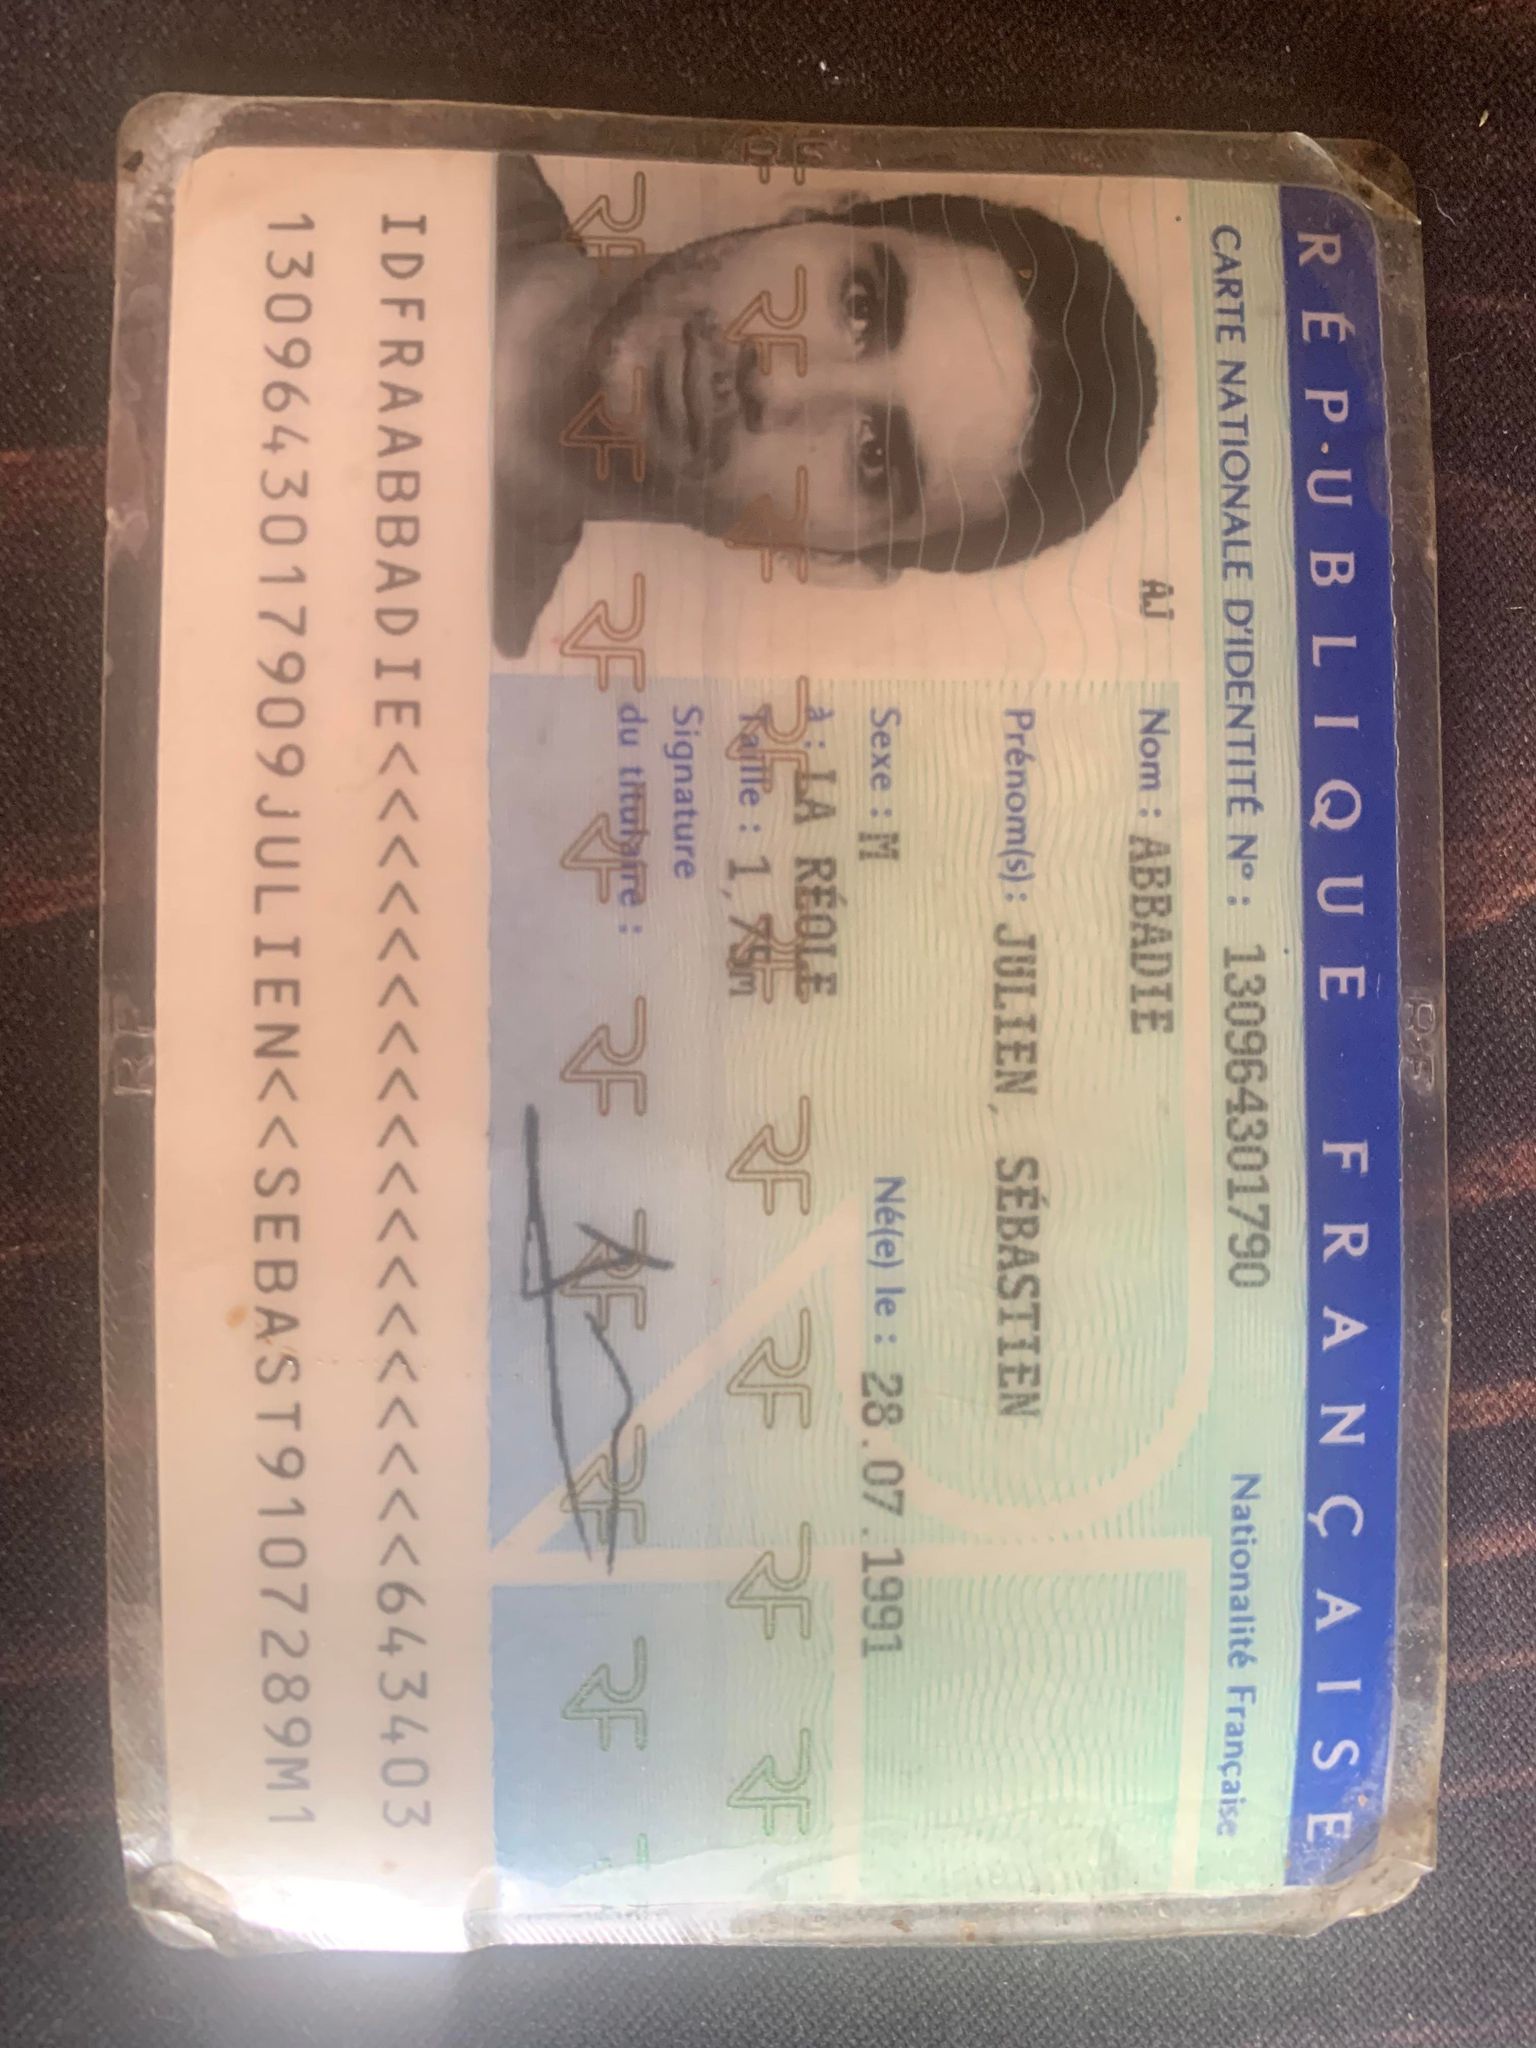 RÉPUBLIQUE FRANÇAISE
CARTE NATIONALE D'IDENTITÉ N° : 130964301790 Nationalité Française
AJ Nom : ABBADIE
Prénom(s) : JULIEN, SÉBASTIEN
Sexe : M Né(e) le : 28.07.1991
à : LA RÉOLE
Taille : 1,75M
Signature
du titulaire :
IDFRAABBADIE<<<<<<<<<<<<<<<<<<643403
1309643017909JULIEN<<SEBAST9107289M1